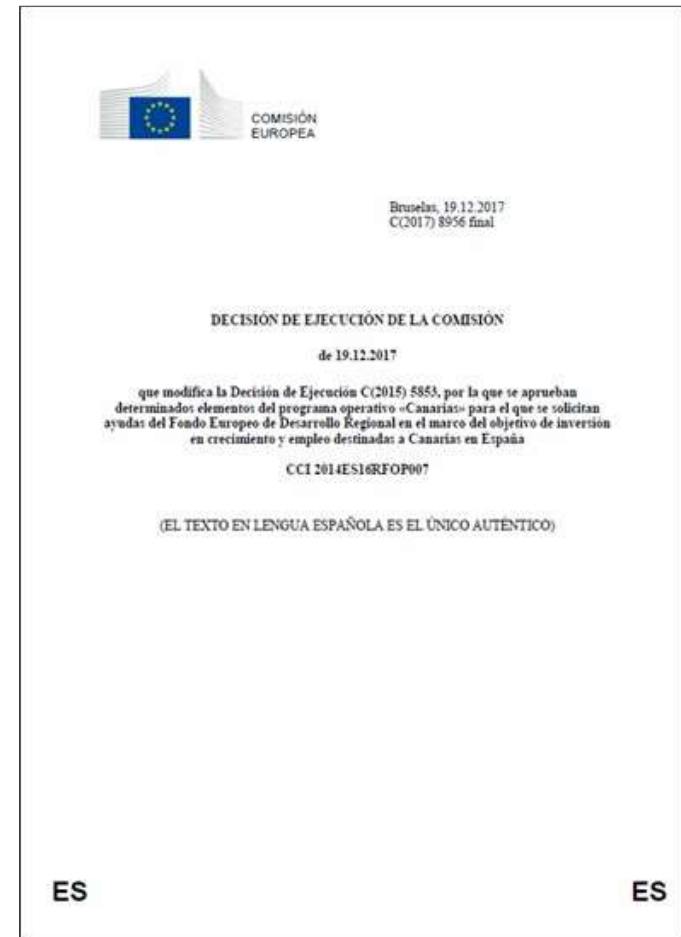 COMISIÓN
EUROPEA
Bruselas, 19.12.2017
C(2017) 8956 final
DECISIÓN DE EJECUCIÓN DE LA COMISIÓN
de 19.12.2017
que modifica la Decisión de Ejecución C(2015) 5853, por la que se aprueban
determinados elementos del programa operativo «Canarias» para el que se solicitan
ayudas del Fondo Europeo de Desarrollo Regional en el marco del objetivo de inversión
en crecimiento y empleo destinadas a Canarias en España
CCI 2014ES16RFOP007
(EL TEXTO EN LENGUA ESPAÑOLA ES EL ÚNICO AUTÉNTICO)
ES ES